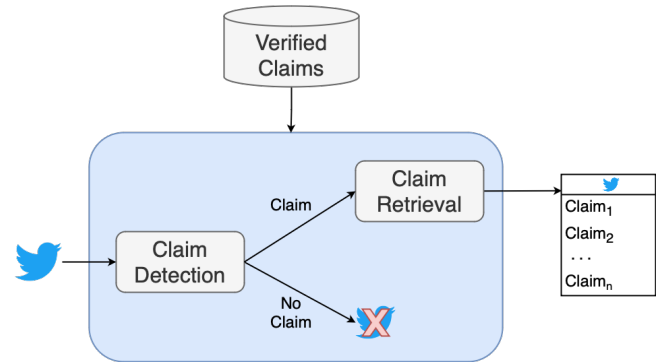 Verified
Claims
Claim
Retrieval
Claim
Claim
Detection
No
Claim
X
Claim₁
Claim₂
...
Claimₙ